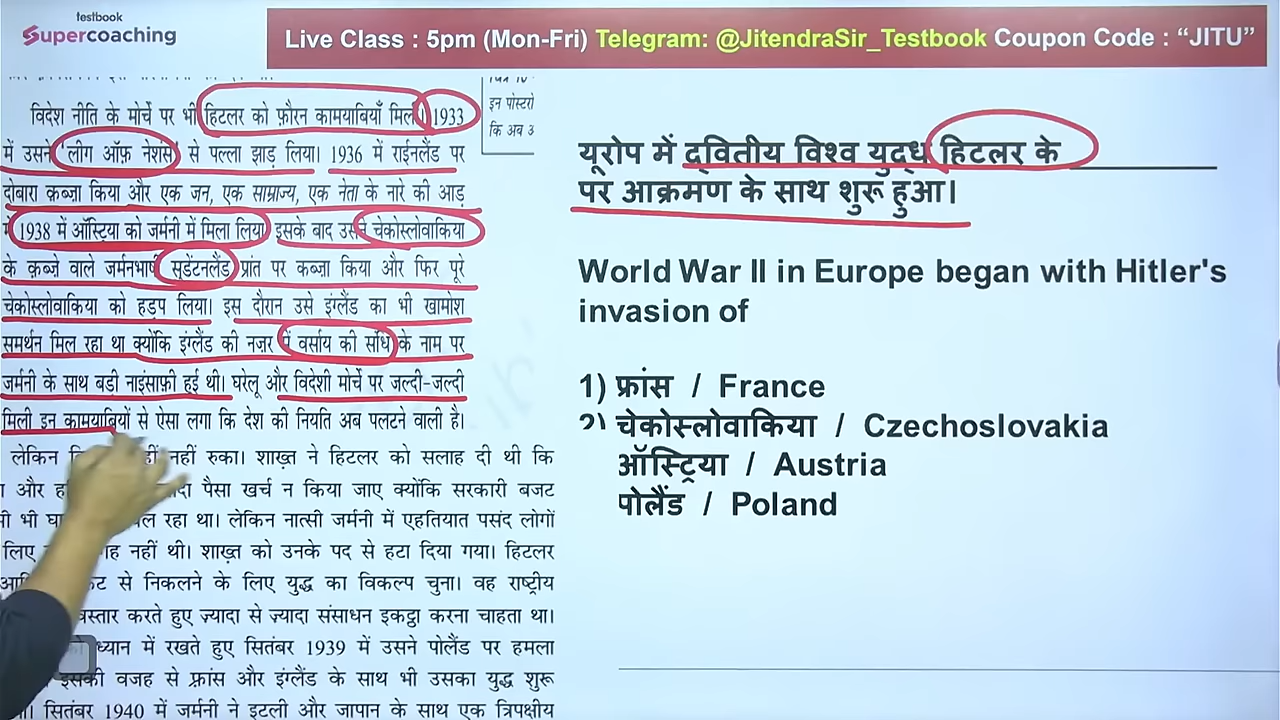 testbook
Supercoaching
Live Class : 5pm (Mon-Fri) Telegram: @JitendraSir_Testbook Coupon Code : “JITU”
विदेश नीति के मोर्चे पर भी हिटलर को फ़ौरन कामयाबियाँ मिलीं। 1933
में उसने 'लीग ऑफ़ नेशंस' से पल्ला झाड़ लिया। 1936 में राईनलैंड पर
दोबारा क़ब्ज़ा किया और एक जन, एक साम्राज्य, एक नेता के नारे की आड़
1938 में ऑस्ट्रिया को जर्मनी में मिला लिया इसके बाद उसने चेकोस्लोवाकिया
के क़ब्ज़े वाले जर्मनभाषी सुडेंटनलैंड प्रांत पर क़ब्ज़ा किया और फिर पूरे
चेकोस्लोवाकिया को हड़प लिया। इस दौरान उसे इंग्लैंड का भी खामोश
समर्थन मिल रहा था क्योंकि इंग्लैंड की नज़र में वर्साय की संधि के नाम पर
जर्मनी के साथ बड़ी नाइंसाफ़ी हुई थी। घरेलू और विदेशी मोर्चे पर जल्दी-जल्दी
मिली इन कामयाबियों से ऐसा लगा कि देश की नियति अब पलटने वाली है।
लेकिन नहीं रुका। शाख़्त ने हिटलर को सलाह दी थी कि
और पैसा खर्च न किया जाए क्योंकि सरकारी बजट
भी रहा था। लेकिन नात्सी जर्मनी में एहतियात पसंद लोगों
लिए नहीं थी। शाख़्त को उनके पद से हटा दिया गया। हिटलर
से निकलने के लिए युद्ध का विकल्प चुना। वह राष्ट्रीय
करते हुए ज़्यादा से ज़्यादा संसाधन इकट्ठा करना चाहता था।
में रखते हुए सितंबर 1939 में उसने पोलैंड पर हमला
इसकी वजह से फ़्रांस और इंग्लैंड के साथ भी उसका युद्ध शुरू
सितंबर 1940 में जर्मनी ने इटली और जापान के साथ एक त्रिपक्षीय
इन पोस्टरों
कि अब
यूरोप में द्वितीय विश्व युद्ध हिटलर के __________
पर आक्रमण के साथ शुरू हुआ।
World War II in Europe began with Hitler's
invasion of
1) फ्रांस / France
2) चेकोस्लोवाकिया / Czechoslovakia
ऑस्ट्रिया / Austria
पोलैंड / Poland